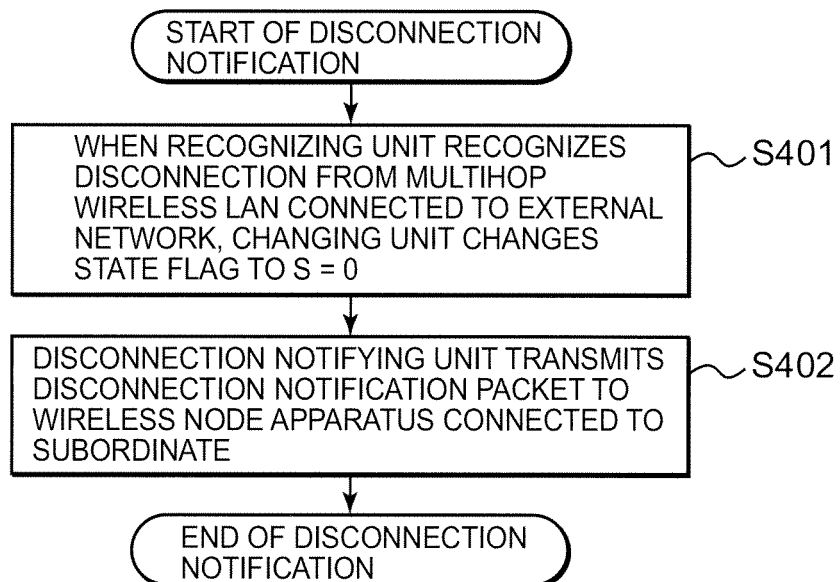 START OF DISCONNECTION
NOTIFICATION
WHEN RECOGNIZING UNIT RECOGNIZES
DISCONNECTION FROM MULTIHOP
WIRELESS LAN CONNECTED TO EXTERNAL
NETWORK, CHANGING UNIT CHANGES
STATE FLAG TO S = 0
S401
DISCONNECTION NOTIFYING UNIT TRANSMITS
DISCONNECTION NOTIFICATION PACKET TO
WIRELESS NODE APPARATUS CONNECTED TO
SUBORDINATE
S402
END OF DISCONNECTION
NOTIFICATION